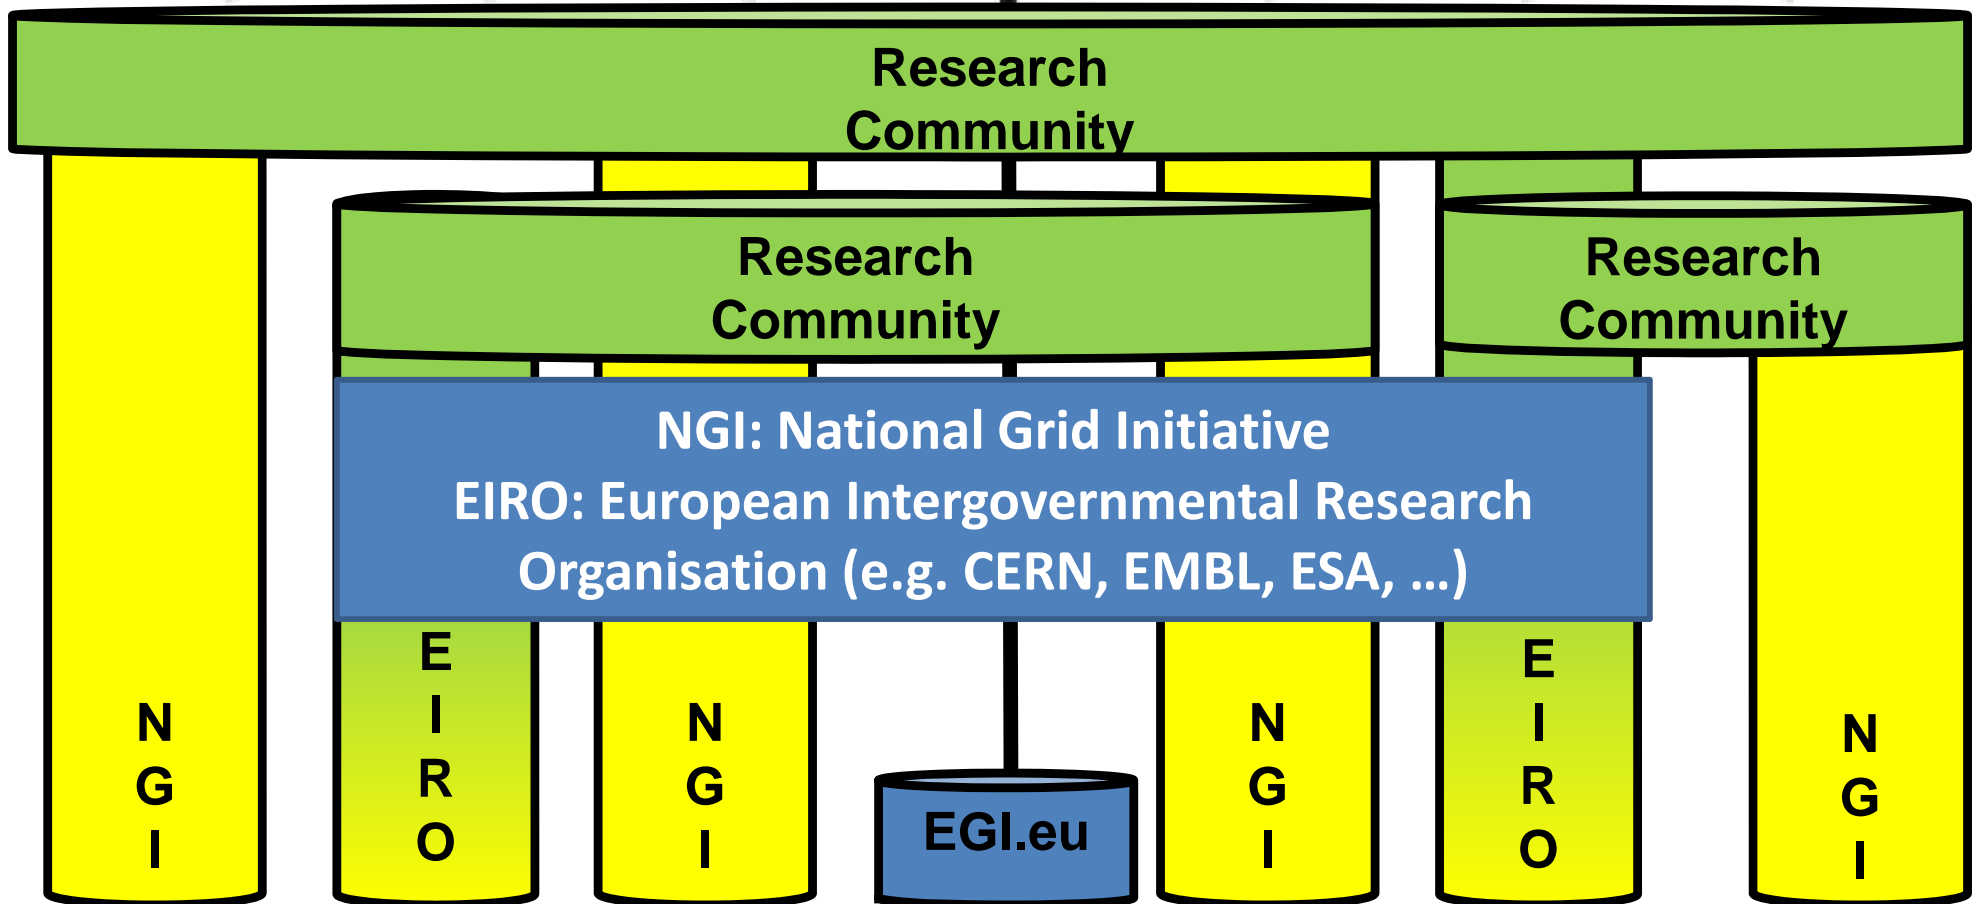 Research
Community
Research
Community
Research
Community
NGI: National Grid Initiative
EIRO: European Intergovernmental Research
Organisation (e.g. CERN, EMBL, ESA, ...)
N
G
I
E
I
R
O
N
G
I
EGI.eu
N
G
I
E
I
R
O
N
G
I